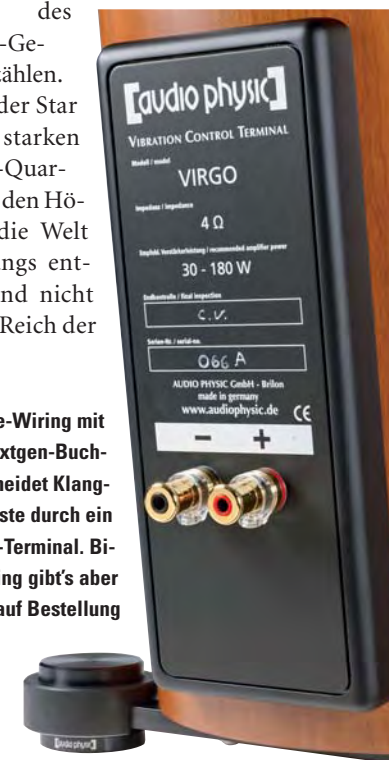 des
-Ge-
zählen.
der Star
starken
-Quar-
den Hö-
die Welt
ngs ent-
nd nicht
Reich der
e-Wiring mit
xtgen-Buch-
neidet Klang-
ste durch ein
-Terminal. Bi-
ng gibt's aber
auf Bestellung
[audio physic]
VIBRATION CONTROL TERMINAL
Modell / model
VIRGO
Impedanz / impedance
4 Ω
Empfohl. Verstärkerleistung / recommended amplifier power
30 - 180 W
Endkontrolle / final inspection
C.V.
Serien-Nr. / serial-no.
066 A
AUDIO PHYSIC GmbH - Brilon
made in germany
www.audiophysic.de CE
- +
[audio physic]